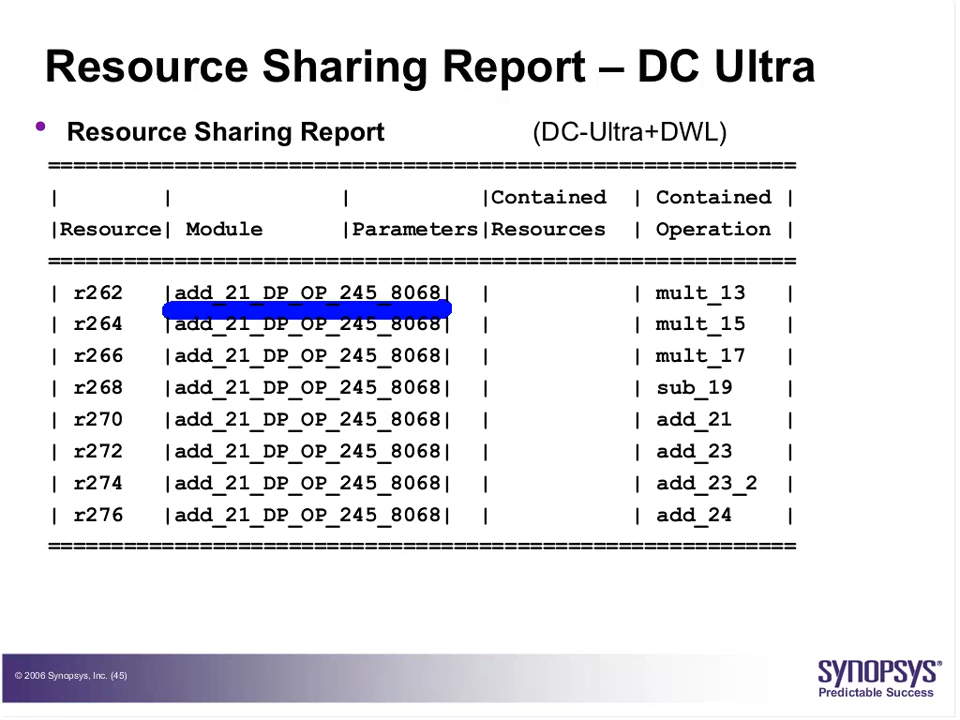 Resource Sharing Report – DC Ultra
• Resource Sharing Report (DC-Ultra+DWL)
===========================================================
| | | |Contained | Contained |
|Resource| Module |Parameters|Resources | Operation |
===========================================================
| r262 |add_21_DP_OP_245_8068| | | mult_13 |
| r264 |add_21_DP_OP_245_8068| | | mult_15 |
| r266 |add_21_DP_OP_245_8068| | | mult_17 |
| r268 |add_21_DP_OP_245_8068| | | sub_19 |
| r270 |add_21_DP_OP_245_8068| | | add_21 |
| r272 |add_21_DP_OP_245_8068| | | add_23 |
| r274 |add_21_DP_OP_245_8068| | | add_23_2 |
| r276 |add_21_DP_OP_245_8068| | | add_24 |
===========================================================
© 2006 Synopsys, Inc. (45)
SYNOPSYS®
Predictable Success